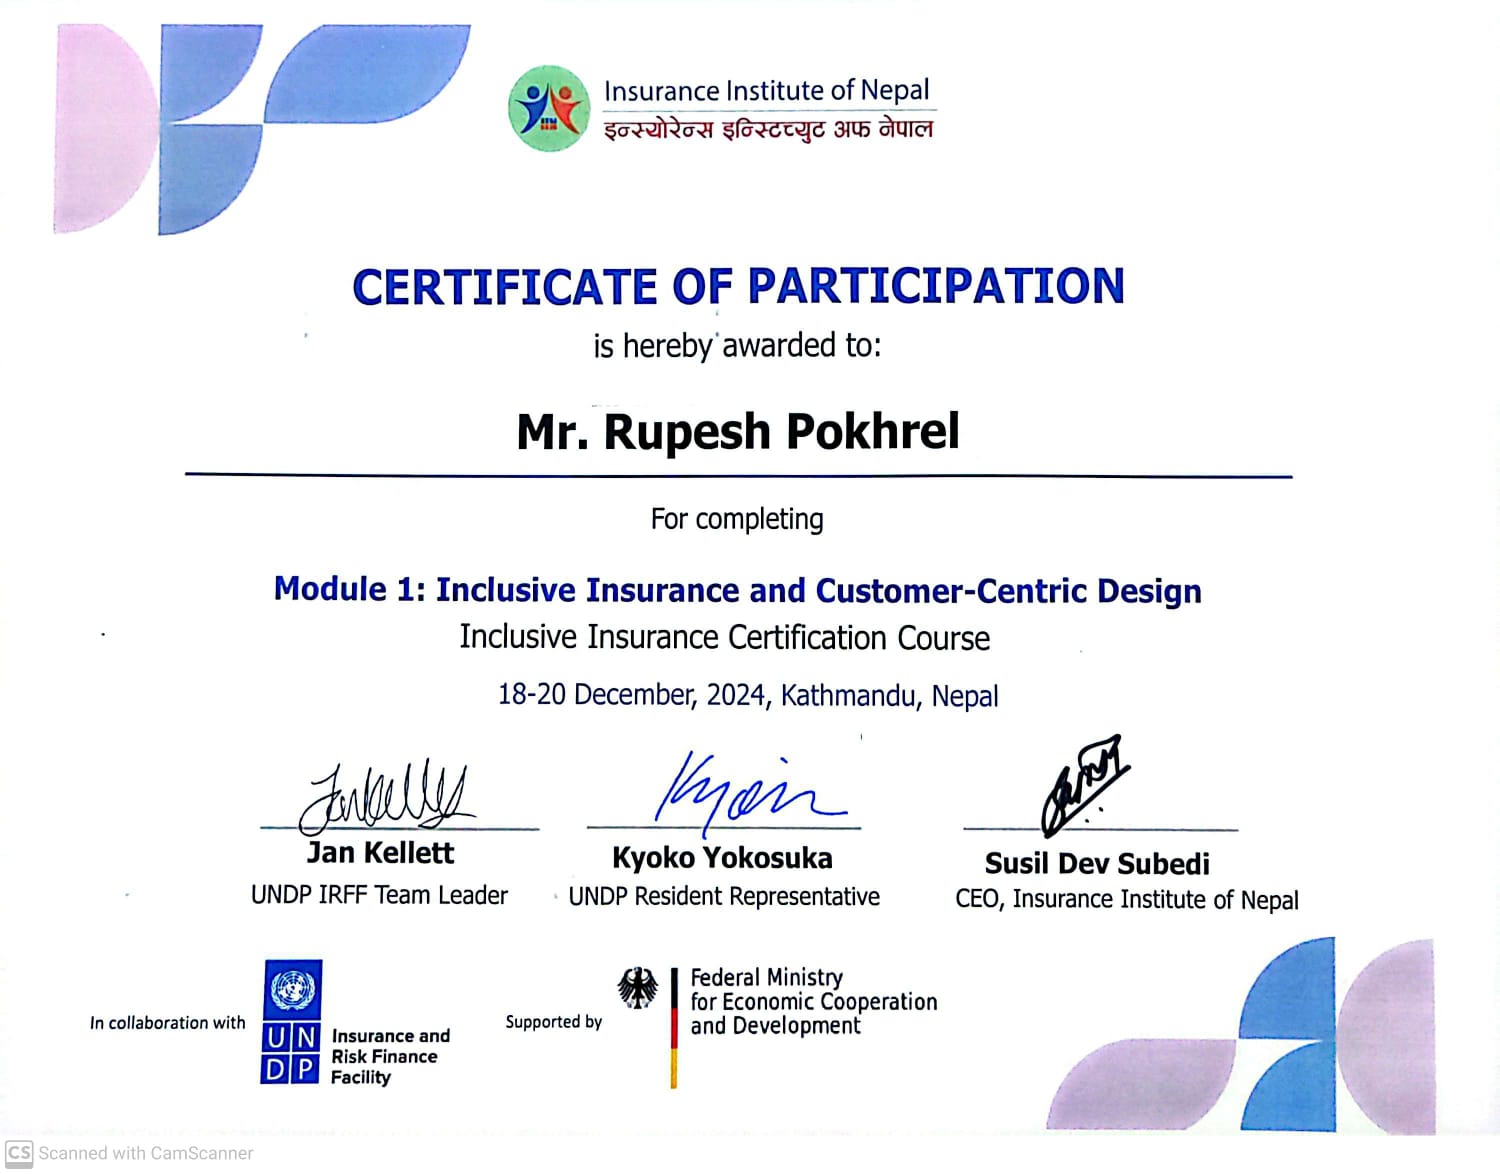 Insurance Institute of Nepal
इन्स्योरेन्स इन्स्टिच्युट अफ नेपाल
CERTIFICATE OF PARTICIPATION
is hereby awarded to:
Mr. Rupesh Pokhrel
For completing
Module 1: Inclusive Insurance and Customer-Centric Design
Inclusive Insurance Certification Course
18-20 December, 2024, Kathmandu, Nepal
Jan Kellett
UNDP IRFF Team Leader
Kyoko Yokosuka
UNDP Resident Representative
Susil Dev Subedi
CEO, Insurance Institute of Nepal
In collaboration with
U N
D P
Insurance and
Risk Finance
Facility
Supported by
Federal Ministry
for Economic Cooperation
and Development
CS Scanned with CamScanner